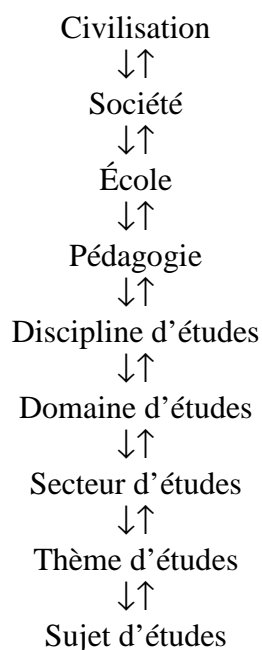 Civilisation
↓↑
Société
↓↑
École
↓↑
Pédagogie
↓↑
Discipline d'études
↓↑
Domaine d'études
↓↑
Secteur d'études
↓↑
Thème d'études
↓↑
Sujet d'études